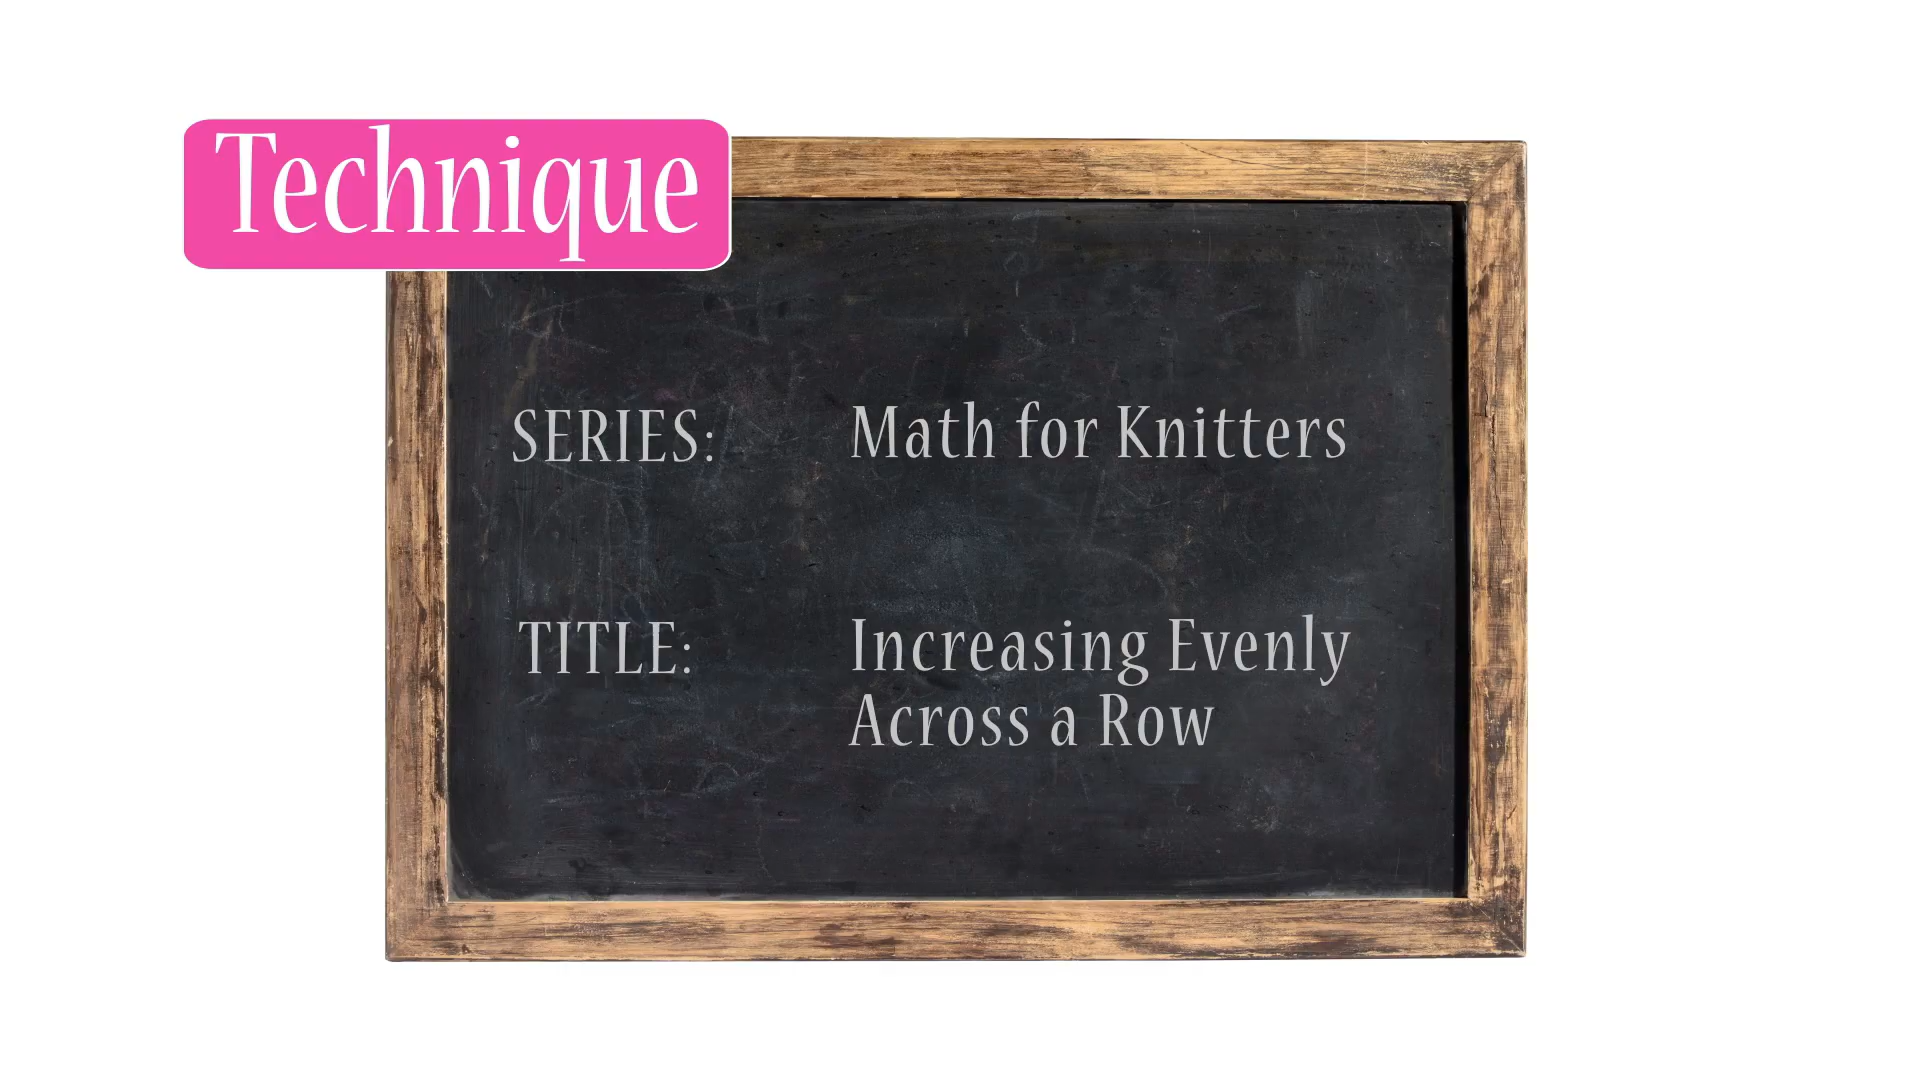 Technique
SERIES: Math for Knitters
TITLE: Increasing Evenly
Across a Row